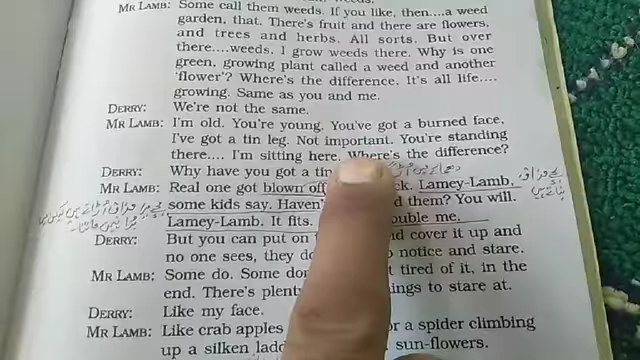 MR LAMB: Some call them weeds. If you like, then....a weed
garden, that. There's fruit and there are flowers,
and trees and herbs. All sorts. But over
there....weeds. I grow weeds there. Why is one
green, growing plant called a weed and another
'flower'? Where's the difference. It's all life....
growing. Same as you and me.
DERRY: We're not the same.
MR LAMB: I'm old. You're young. You've got a burned face,
I've got a tin leg. Not important. You're standing
there.... I'm sitting here. Where's the difference?
DERRY: Why have you got a tin
MR LAMB: Real one got blown off Lamey-Lamb,
some kids say. Haven' them? You will.
Lamey-Lamb. It fits. me.
DERRY: But you can put on cover it up and
no one sees, they notice and stare.
MR LAMB: Some do. Some tired of it, in the
end. There's to stare at.
DERRY: Like my face.
MR LAMB: Like crab apples or a spider climbing
up a silken sun-flowers.